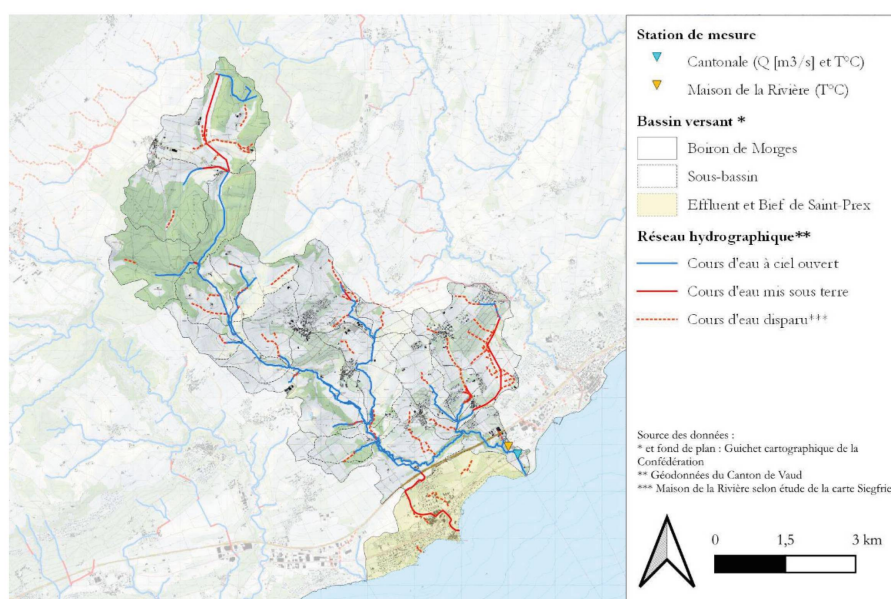 Station de mesure
Cantonale (Q [m3/s] et T°C)
Maison de la Rivière (T°C)
Bassin versant *
Boiron de Morges
Sous-bassin
Effluent et Bief de Saint-Prex
Réseau hydrographique**
Cours d'eau à ciel ouvert
Cours d'eau mis sous terre
Cours d'eau disparu***
Source des données :
* et fond de plan : Guichet cartographique de la
Confédération
** Géodonnées du Canton de Vaud
*** Maison de la Rivière selon étude de la carte Siegfrie
0 1,5 3 km